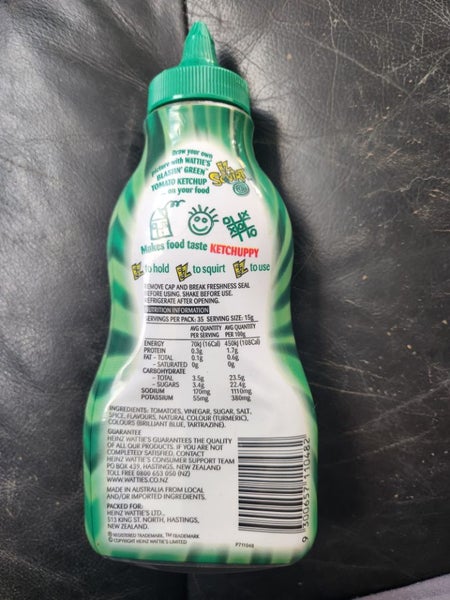 Draw your own
picture with WATTIE'S
BLASTIN' GREEN
TOMATO KETCHUP
on your food
EZ
Squirt
Makes food taste KETCHUPPY
EZ to hold EZ to squirt EZ to use
REMOVE CAP AND BREAK FRESHNESS SEAL
BEFORE USING. SHAKE BEFORE USE.
REFRIGERATE AFTER OPENING.
NUTRITION INFORMATION
SERVINGS PER PACK: 35 SERVING SIZE: 15g
AVG QUANTITY AVG QUANTITY
PER SERVING PER 100g
ENERGY 70kJ (16Cal) 450kJ (108Cal)
PROTEIN 0.3g 1.7g
FAT - TOTAL 0.1g 0.6g
- SATURATED 0g 0g
CARBOHYDRATE
- TOTAL 3.5g 23.5g
- SUGARS 3.4g 22.4g
SODIUM 170mg 1110mg
POTASSIUM 55mg 380mg
INGREDIENTS: TOMATOES, VINEGAR, SUGAR, SALT,
SPICE, FLAVOURS, NATURAL COLOUR (TURMERIC),
COLOURS (BRILLIANT BLUE, TARTRAZINE).
GUARANTEE
HEINZ WATTIE'S GUARANTEES THE QUALITY
OF ALL OUR PRODUCTS. IF YOU ARE NOT
COMPLETELY SATISFIED, CONTACT
HEINZ WATTIE'S CONSUMER SUPPORT TEAM
PO BOX 439, HASTINGS, NEW ZEALAND
TOLL FREE 0800 653 050 (NZ)
WWW.WATTIES.CO.NZ
MADE IN AUSTRALIA FROM LOCAL
AND/OR IMPORTED INGREDIENTS.
PACKED FOR:
HEINZ WATTIE'S LTD.,
513 KING ST. NORTH, HASTINGS,
NEW ZEALAND.
® REGISTERED TRADEMARK. TM TRADEMARK
© COPYRIGHT HEINZ WATTIE'S LIMITED
P711045
9 300657 130482